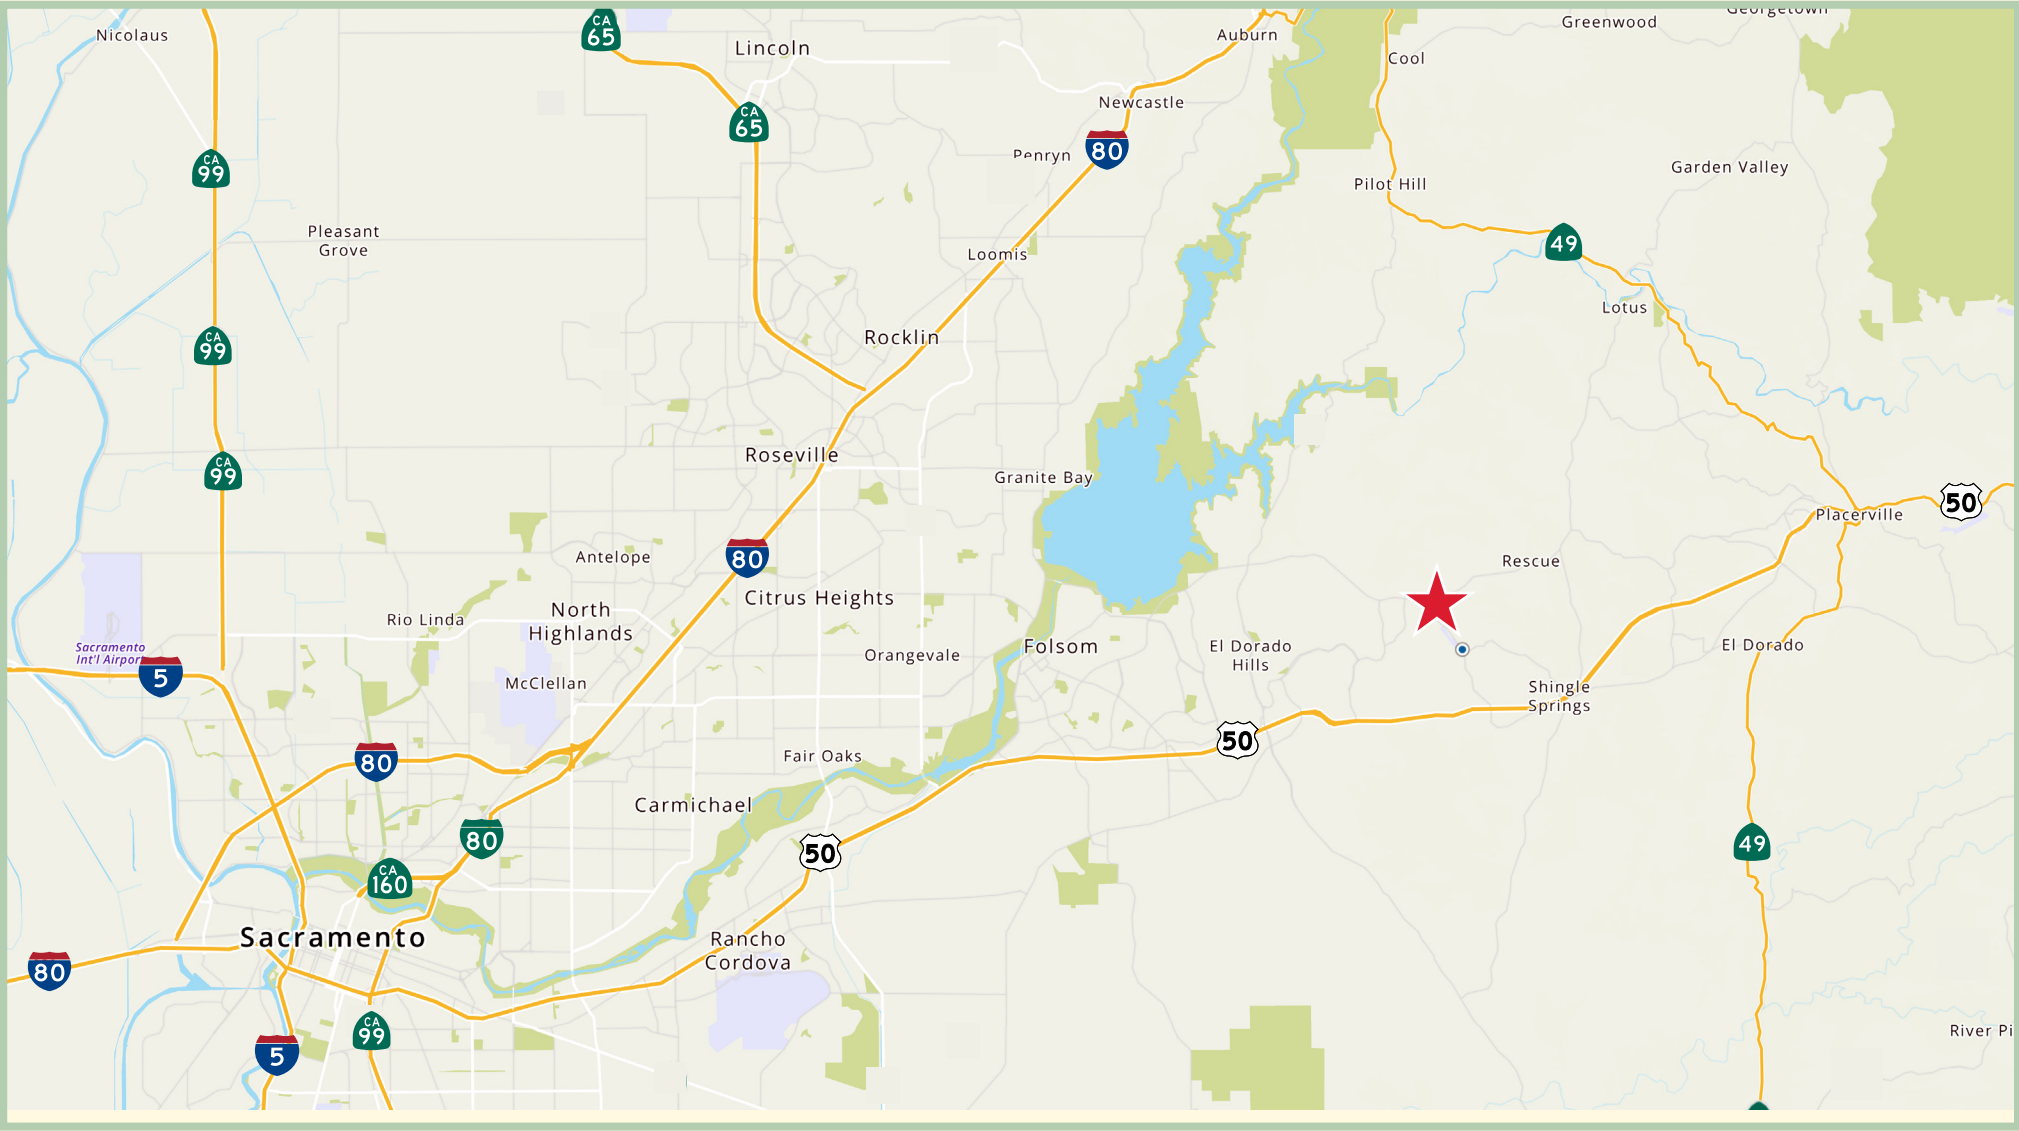 Georgetown
Greenwood
Nicolaus
CA
65
Auburn
Lincoln
Cool
Newcastle
CA
65
80
Penryn
CA
99
Garden Valley
Pilot Hill
Pleasant
Grove
49
Loomis
Lotus
CA
99
Rocklin
Roseville
CA
99
Granite Bay
50
Placerville
Antelope
80
Rescue
Citrus Heights
North
Highlands
Rio Linda
Sacramento
Int'l Airport
Orangevale
Folsom
El Dorado
Hills
El Dorado
5
McClellan
Shingle
Springs
50
Fair Oaks
80
Carmichael
80
50
49
CA
160
Sacramento
Rancho
Cordova
80
CA
99
River Pi
5